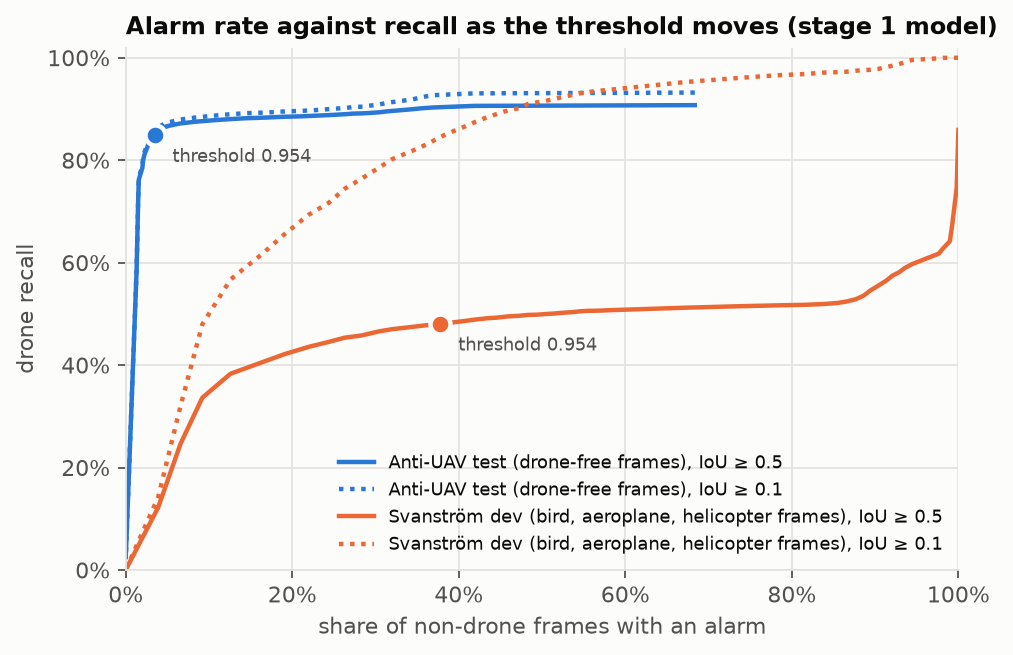 Alarm rate against recall as the threshold moves (stage 1 model)
100%
80%
60%
40%
20%
0%
drone recall
threshold 0.954
threshold 0.954
Anti-UAV test (drone-free frames), IoU ≥ 0.5
Anti-UAV test (drone-free frames), IoU ≥ 0.1
Svanström dev (bird, aeroplane, helicopter frames), IoU ≥ 0.5
Svanström dev (bird, aeroplane, helicopter frames), IoU ≥ 0.1
0% 20% 40% 60% 80% 100%
share of non-drone frames with an alarm